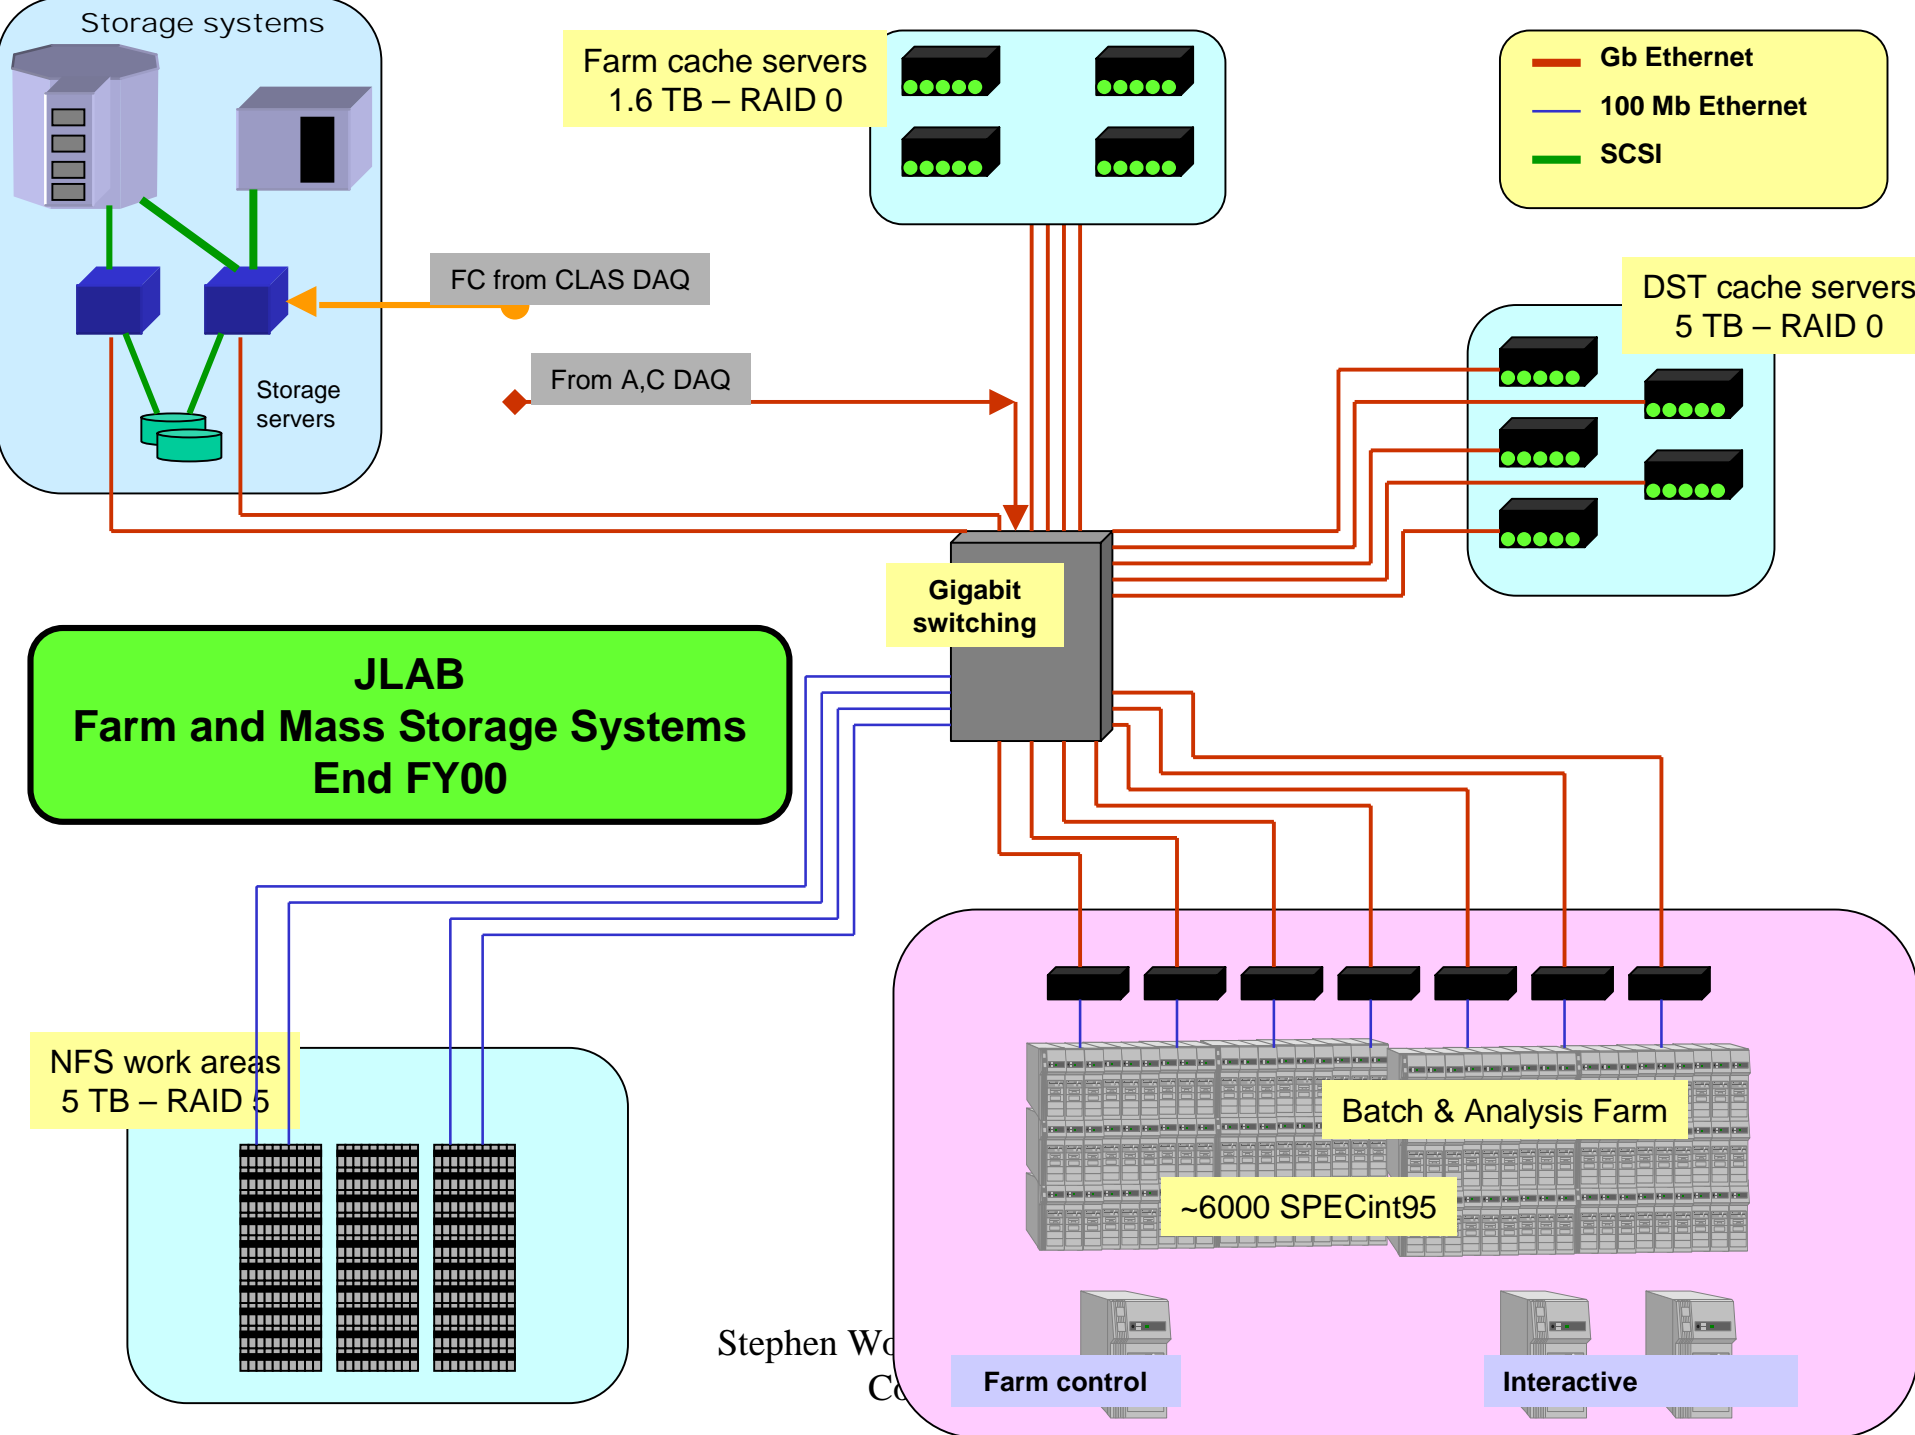 Storage systems
Farm cache servers
1.6 TB – RAID 0
Gb Ethernet
100 Mb Ethernet
SCSI
FC from CLAS DAQ
DST cache servers
5 TB – RAID 0
From A,C DAQ
Storage
servers
Gigabit
switching
JLAB
Farm and Mass Storage Systems
End FY00
NFS work areas
5 TB – RAID 5
Batch & Analysis Farm
~6000 SPECint95
Stephen
Farm control
Interactive